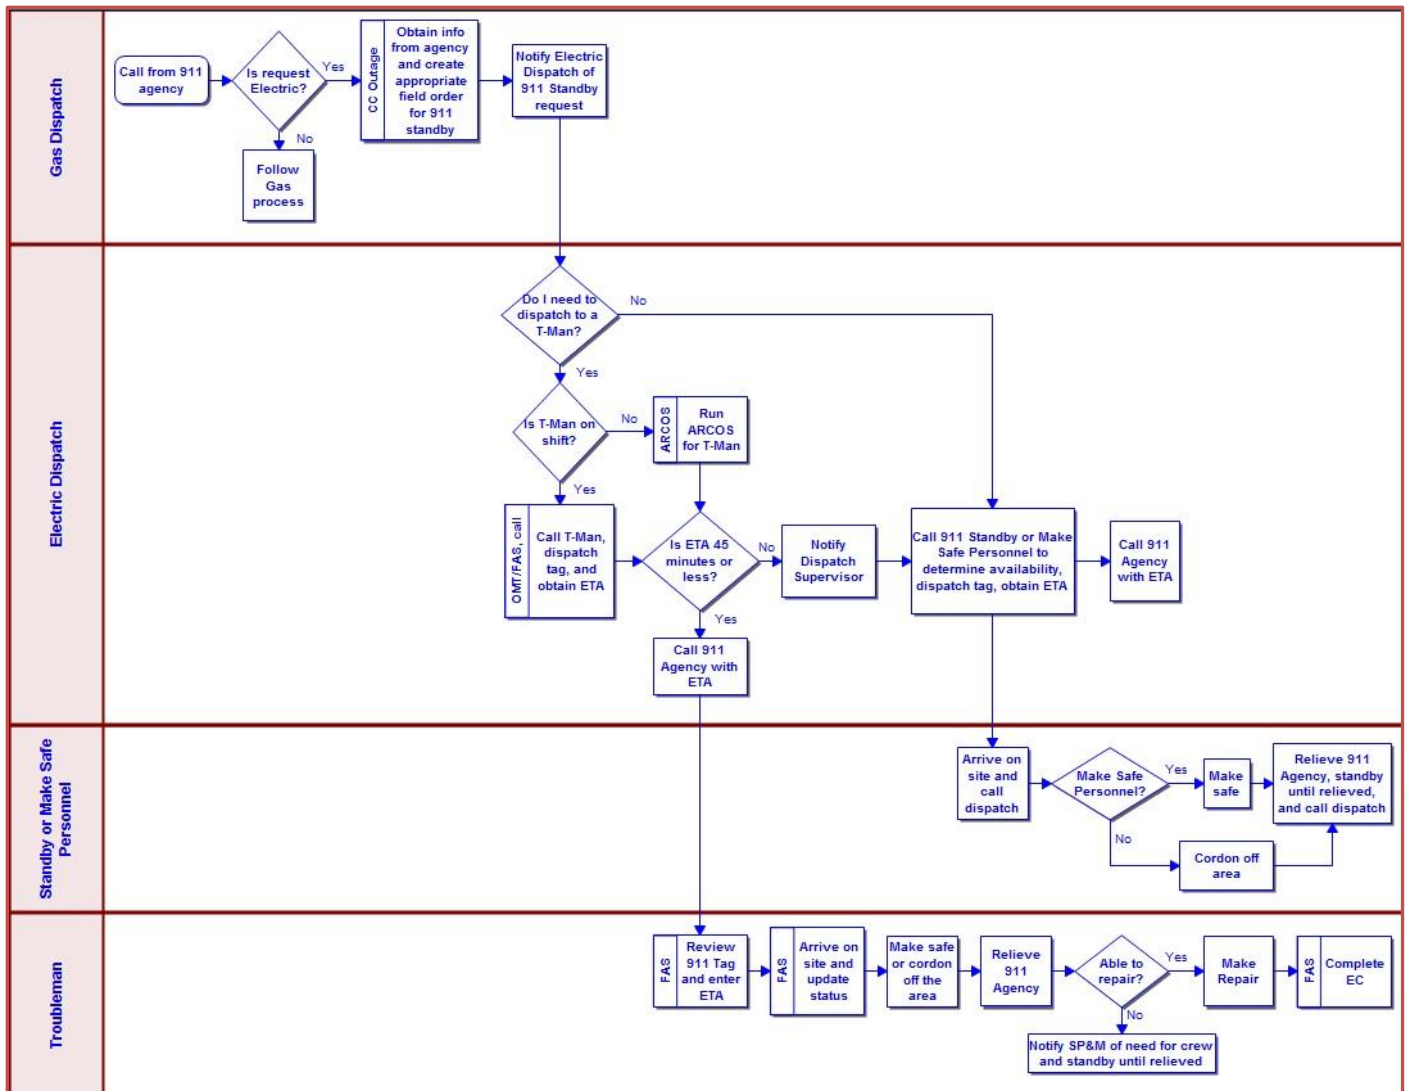 Gas Dispatch
Call from 911
agency
Is request
Electric?
Yes
No
Follow
Gas
process
CC Outage
Obtain info
from agency
and create
appropriate
field order
for 911
standby
Notify Electric
Dispatch of
911 Standby
request
Electric Dispatch
Do I need to
dispatch to a
T-Man?
No
Yes
Is T-Man on
shift?
No
Yes
ARCOS
Run
ARCOS
for T-Man
OMT/FAS, call
Call T-Man,
dispatch
tag, and
obtain ETA
Is ETA 45
minutes or
less?
No
Yes
Notify
Dispatch
Supervisor
Call 911 Standby or Make
Safe Personnel to
determine availability,
dispatch tag, obtain ETA
Call 911
Agency
with ETA
Call 911
Agency with
ETA
Standby or Make Safe
Personnel
Arrive on
site and
call
dispatch
Make Safe
Personnel?
Yes
No
Make
safe
Cordon off
area
Relieve 911
Agency, standby
until relieved,
and call dispatch
Troubleman
FAS
Review
911 Tag
and enter
ETA
FAS
Arrive on
site and
update
status
Make safe
or cordon
off the
area
Relieve
911
Agency
Able to
repair?
Yes
No
Make
Repair
FAS
Complete
EC
Notify SP&M of need for crew
and standby until relieved